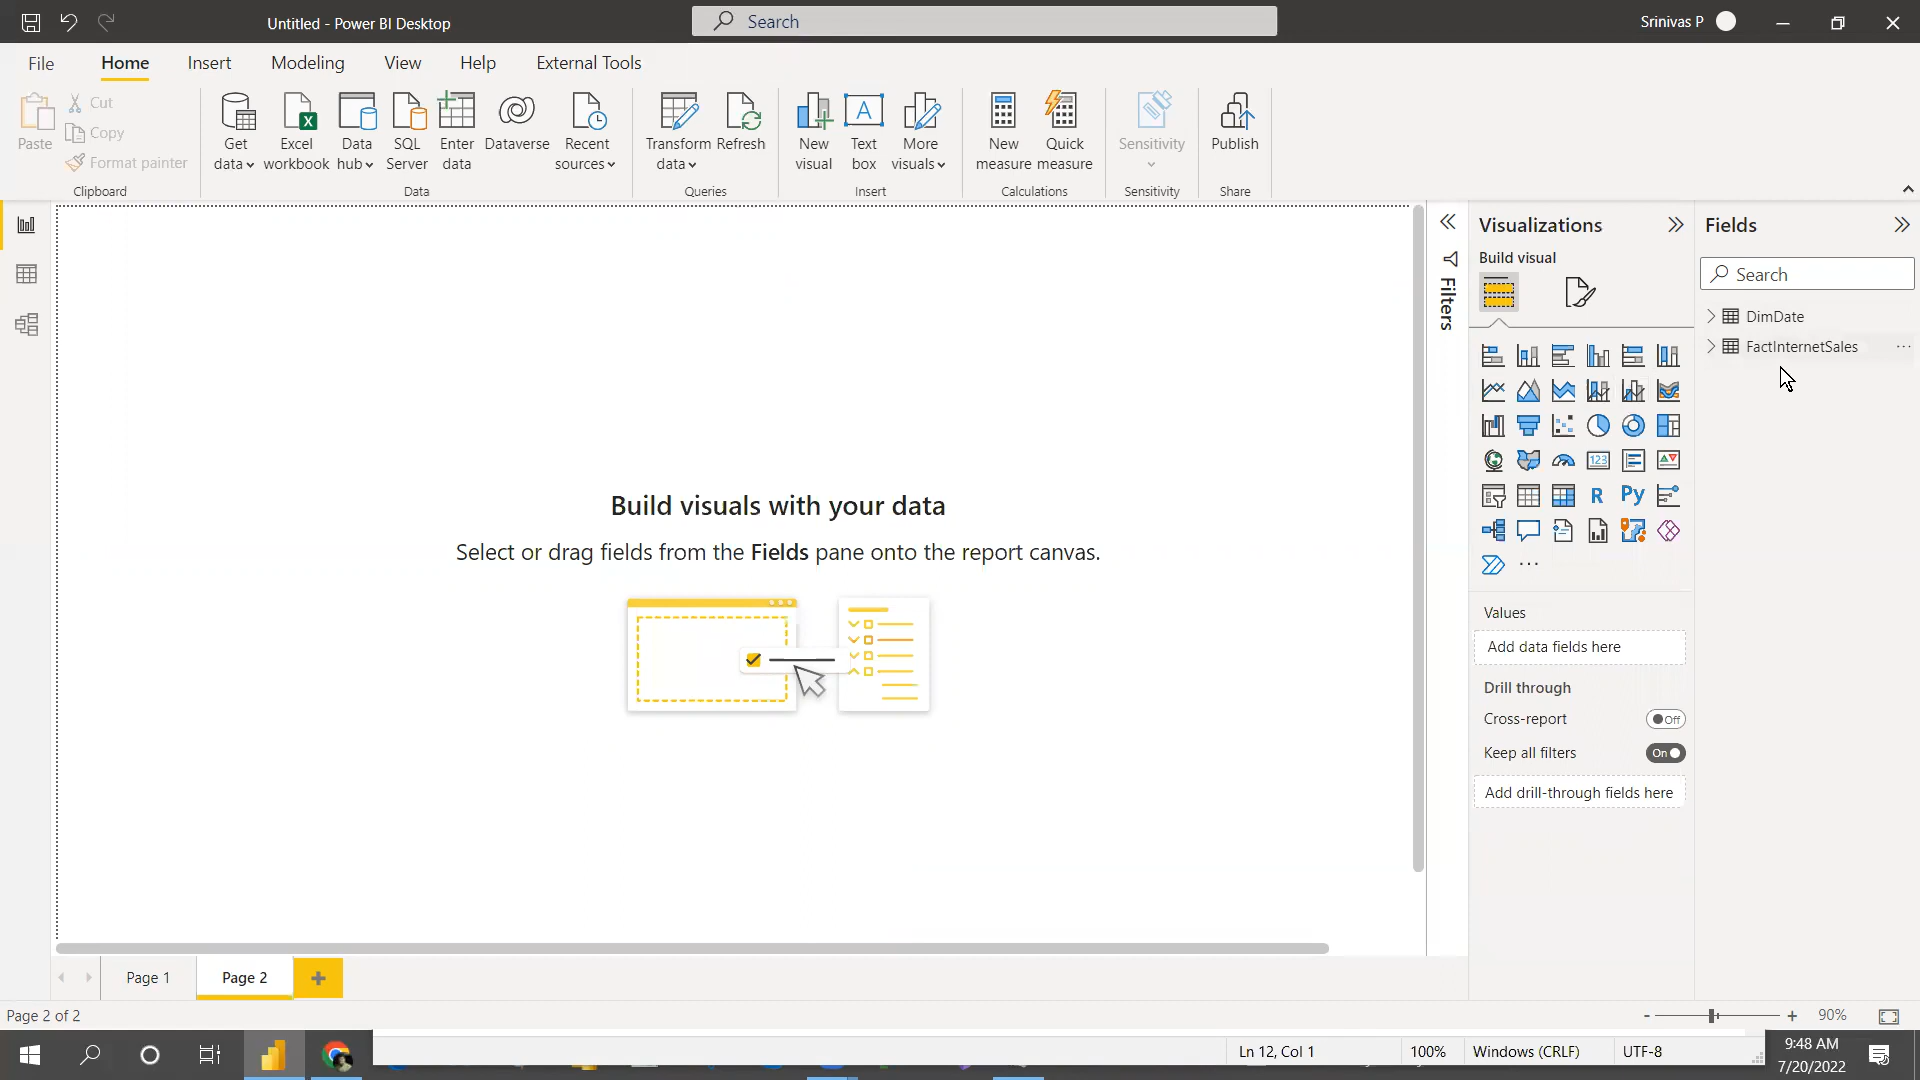 Untitled - Power BI Desktop
Search
Srinivas P
File
Home
Insert
Modeling
View
Help
External Tools
Paste
Cut
Copy
Format painter
Clipboard
Get data
Excel workbook
Data hub
SQL Server
Enter data
Dataverse
Recent sources
Data
Transform data
Refresh
Queries
New visual
Text box
More visuals
Insert
New measure
Quick measure
Calculations
Sensitivity
Sensitivity
Publish
Share
Build visuals with your data
Select or drag fields from the Fields pane onto the report canvas.
Filters
Visualizations
Build visual
123
R
Py
Values
Add data fields here
Drill through
Cross-report
Off
Keep all filters
On
Add drill-through fields here
Fields
Search
DimDate
FactInternetSales
Page 1
Page 2
Page 2 of 2
90%
Ln 12, Col 1
100%
Windows (CRLF)
UTF-8
9:48 AM
7/20/2022